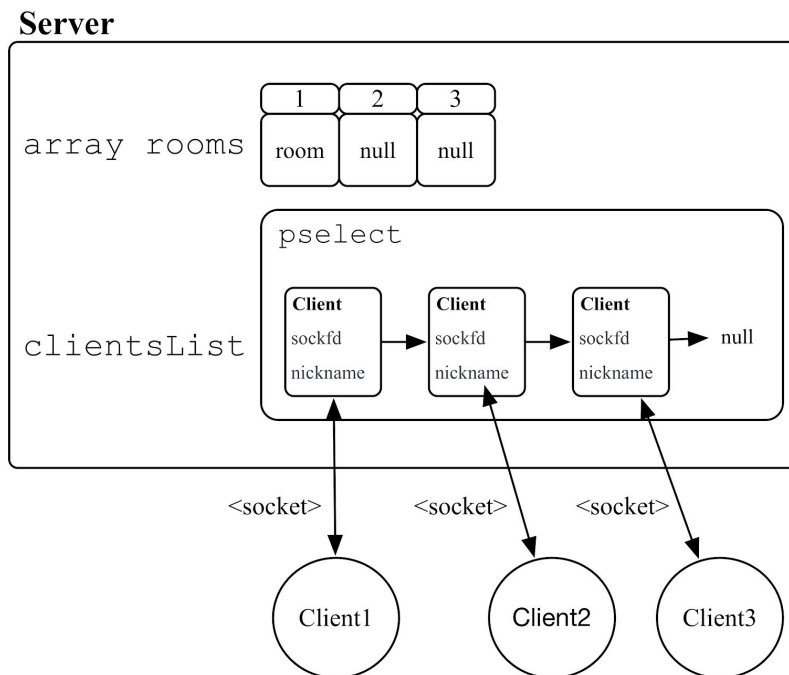 Server
1 2 3
array rooms room null null
pselect
Client Client Client
clientsList sockfd sockfd sockfd null
nickname nickname nickname
<socket> <socket> <socket>
Client1 Client2 Client3